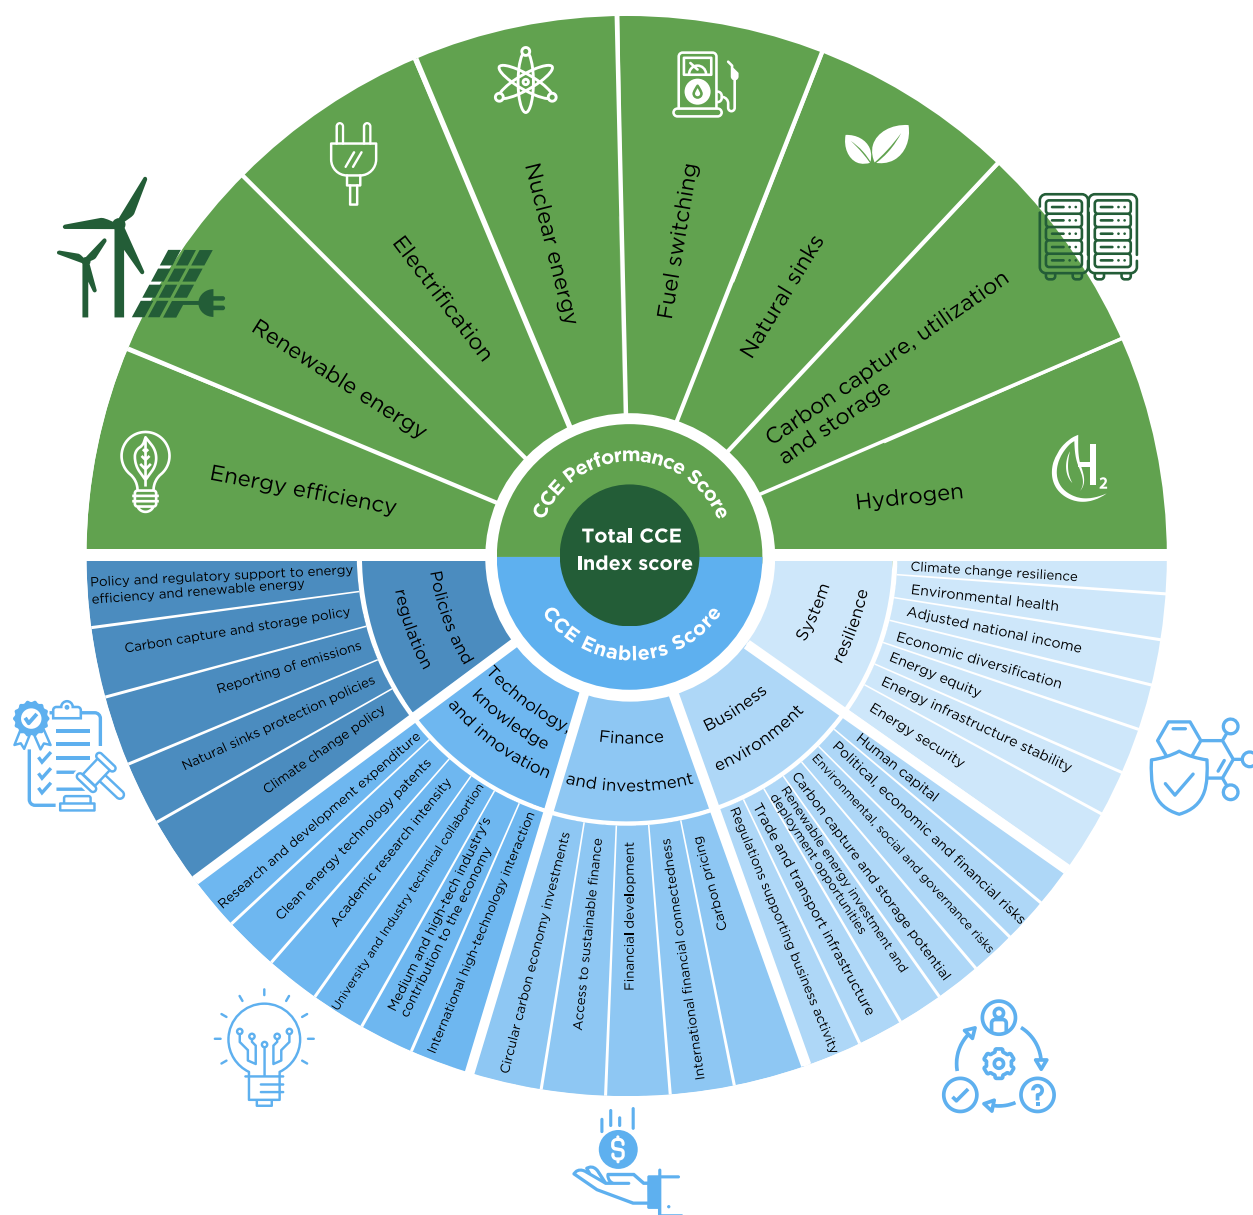 Energy efficiency
Renewable energy
Electrification
Nuclear energy
Fuel switching
Natural sinks
Carbon capture, utilization
and storage
Hydrogen
H2
CCE Performance Score
Total CCE
Index score
CCE Enablers Score
Policies and
regulation
Policy and regulatory support to energy
efficiency and renewable energy
Carbon capture and storage policy
Reporting of emissions
Natural sinks protection policies
Climate change policy
Technology,
knowledge
and innovation
Research and development expenditure
Clean energy technology patents
Academic research intensity
University and Industry technical collabortion
Medium and high-tech industry's
contribution to the economy
International high-technology interaction
Finance
and investment
Circular carbon economy investments
Access to sustainable finance
Financial development
International financial connectedness
Carbon pricing
Business
environment
Regulations supporting business activity
Trade and transport infrastructure
Renewable energy investment and
deployment opportunities
Carbon capture and storage potential
Environmental, social and governance risks
Political, economic and financial risks
Human capital
System
resilience
Climate change resilience
Environmental health
Adjusted national income
Economic diversification
Energy equity
Energy infrastructure stability
Energy security
$
?